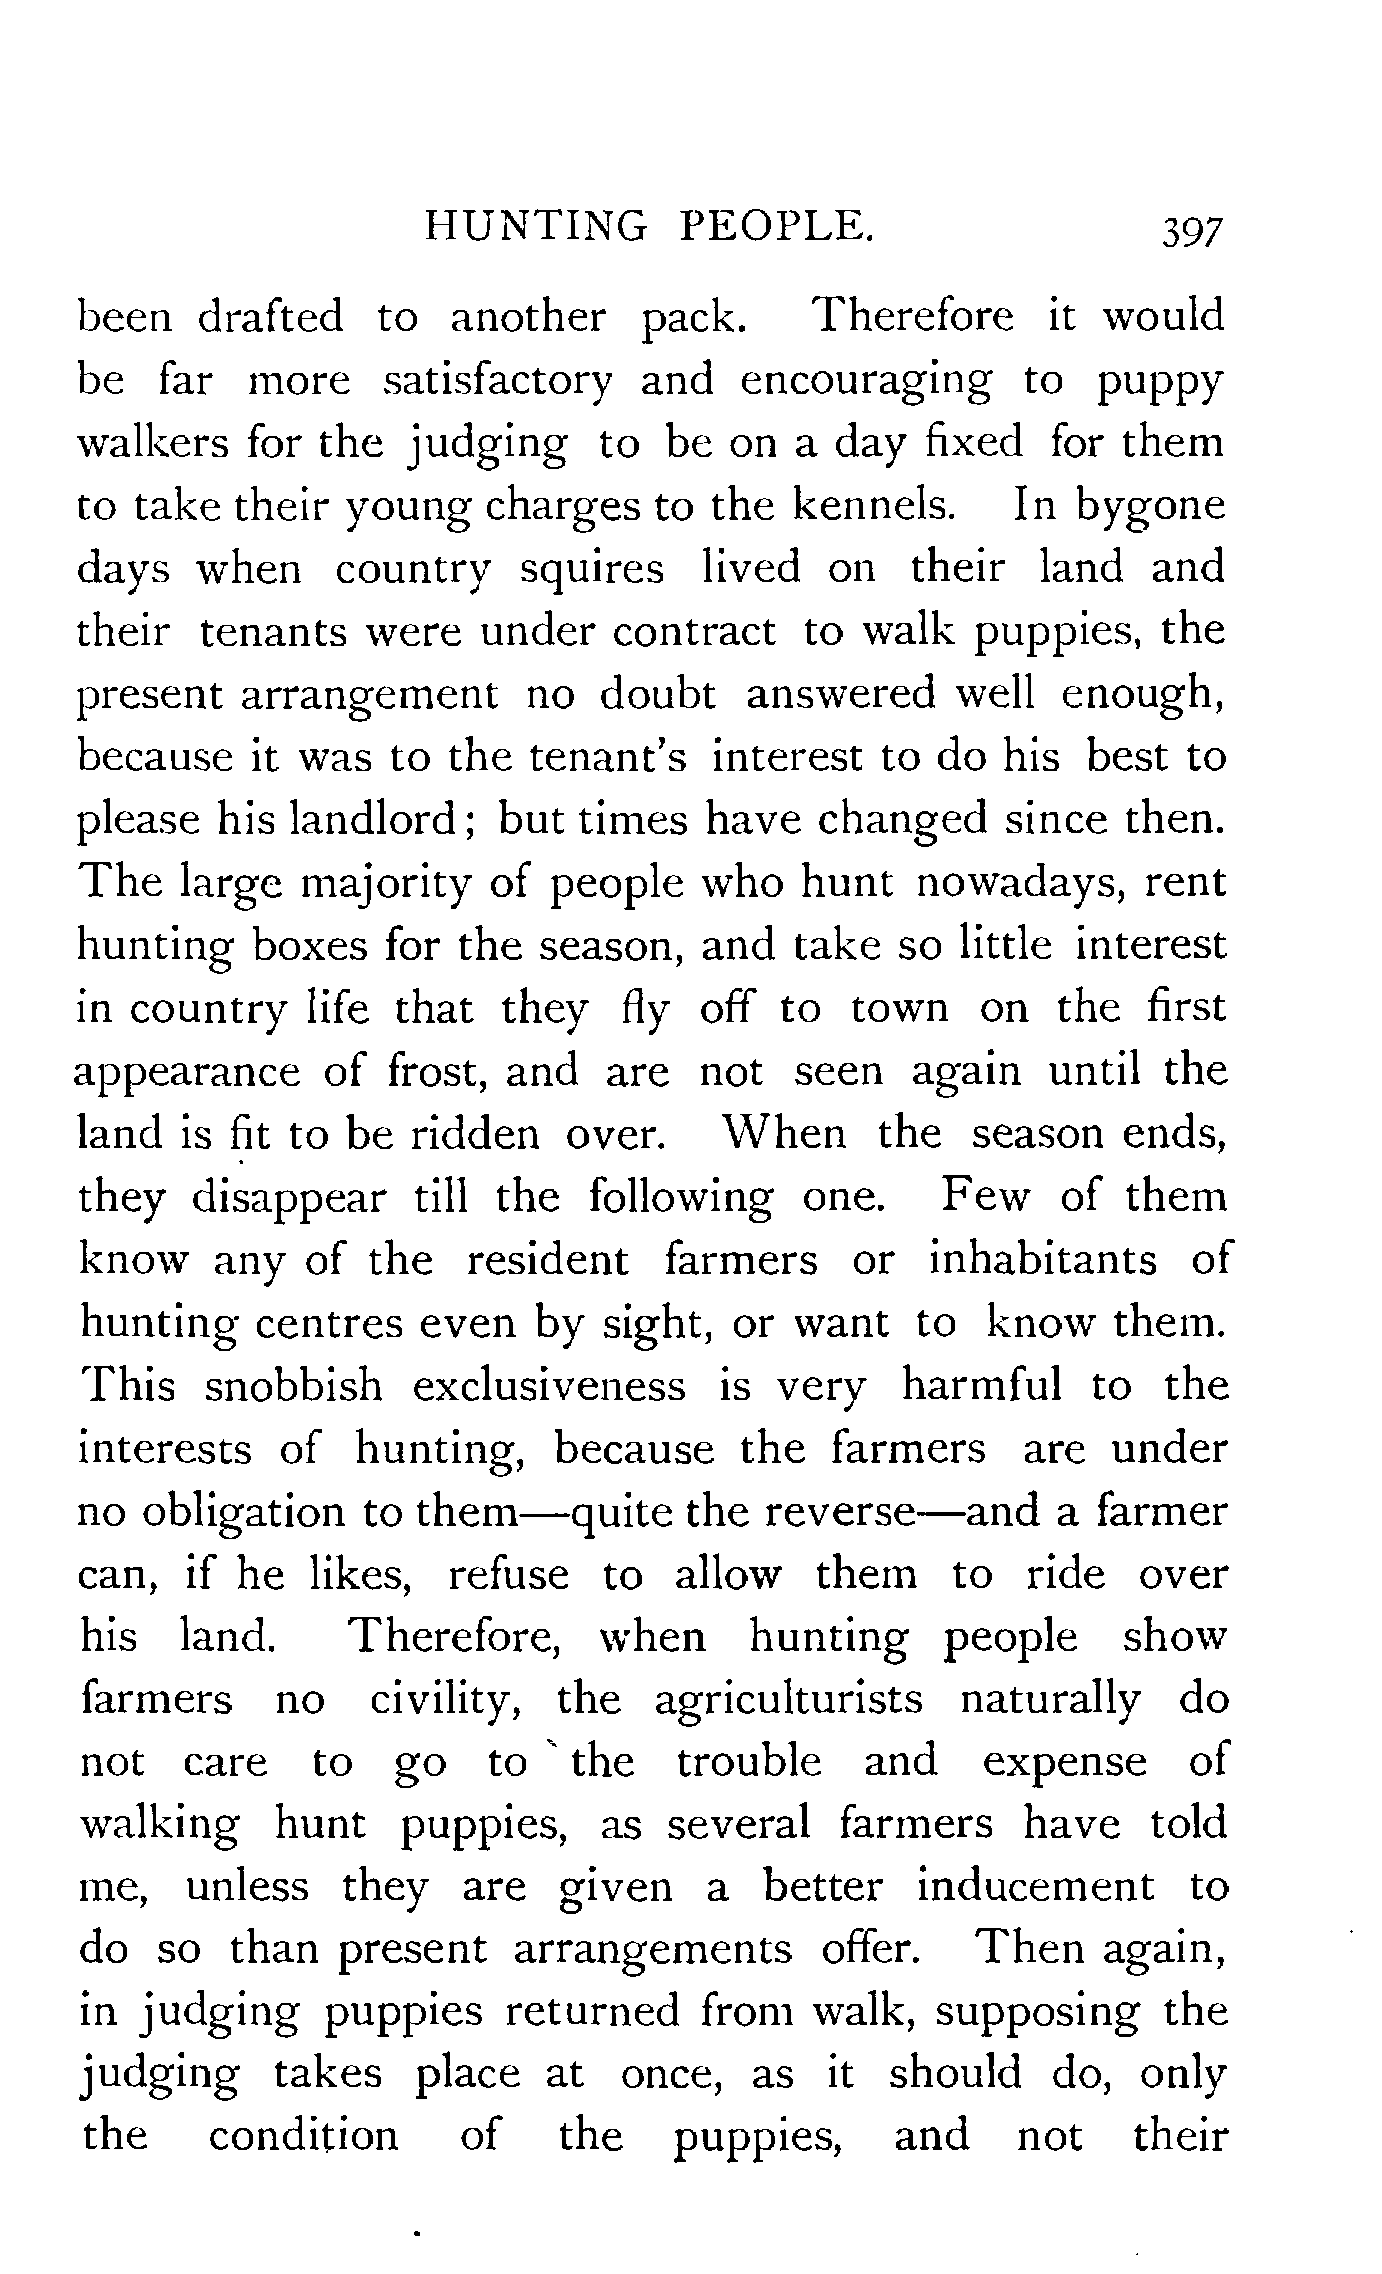 HUNTING PEOPLE. 397
been drafted to another pack. Therefore it would
be far more satisfactory and encouraging to puppy
walkers for the judging to be on a day fixed for them
to take their young charges to the kennels. In bygone
days when country squires lived on their land and
their tenants were under contract to walk puppies, the
present arrangement no doubt answered well enough,
because it was to the tenant's interest to do his best to
please his landlord; but times have changed since then.
The large majority of people who hunt nowadays, rent
hunting boxes for the season, and take so little interest
in country life that they fly off to town on the first
appearance of frost, and are not seen again until the
land is fit to be ridden over. When the season ends,
they disappear till the following one. Few of them
know any of the resident farmers or inhabitants of
hunting centres even by sight, or want to know them.
This snobbish exclusiveness is very harmful to the
interests of hunting, because the farmers are under
no obligation to them—quite the reverse—and a farmer
can, if he likes, refuse to allow them to ride over
his land. Therefore, when hunting people show
farmers no civility, the agriculturists naturally do
not care to go to the trouble and expense of
walking hunt puppies, as several farmers have told
me, unless they are given a better inducement to
do so than present arrangements offer. Then again,
in judging puppies returned from walk, supposing the
judging takes place at once, as it should do, only
the condition of the puppies, and not their